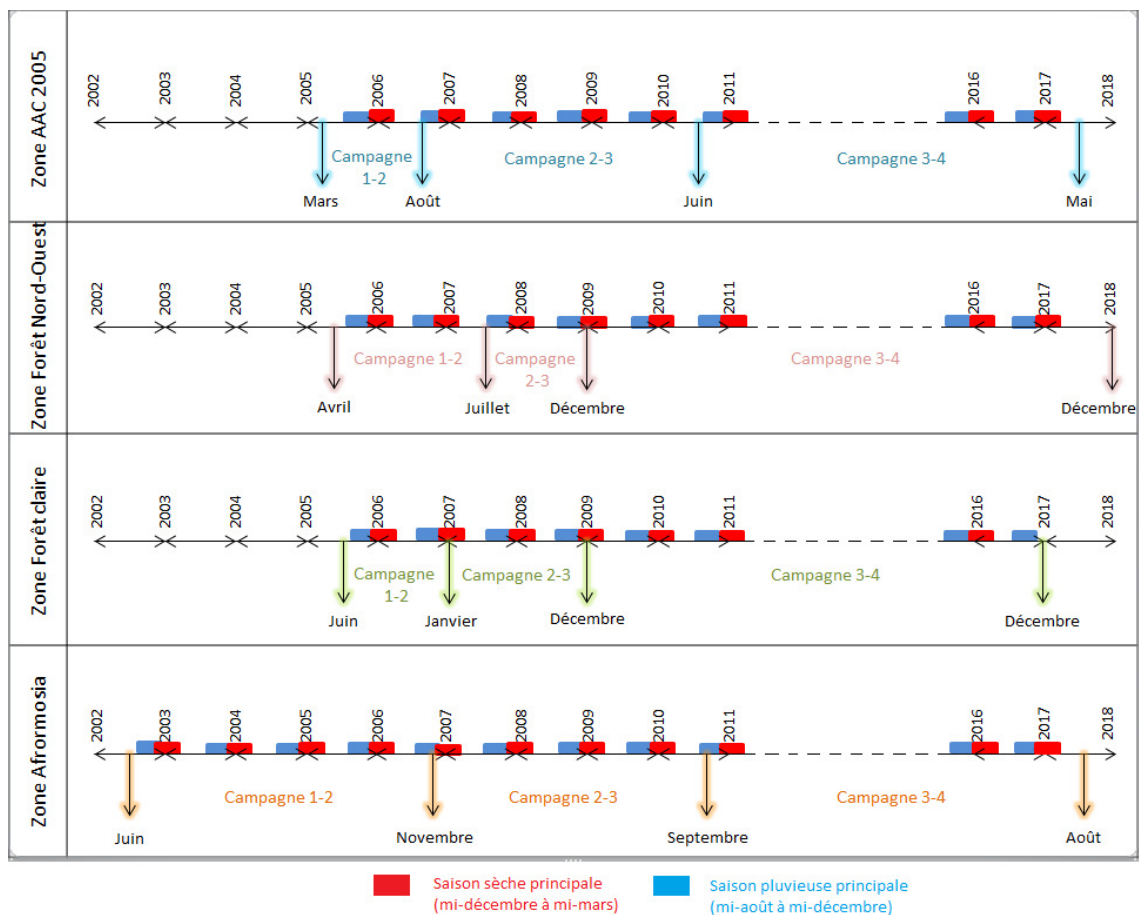 Zone AAC 2005
2002 2003 2004 2005 2006 2007 2008 2009 2010 2011 2016 2017 2018
Campagne
1-2
Campagne 2-3
Campagne 3-4
Mars Août Juin Mai
Zone Forêt Nord-Ouest
2002 2003 2004 2005 2006 2007 2008 2009 2010 2011 2016 2017 2018
Campagne 1-2
Campagne
2-3
Campagne 3-4
Avril Juillet Décembre Décembre
Zone Forêt claire
2002 2003 2004 2005 2006 2007 2008 2009 2010 2011 2016 2017 2018
Campagne
1-2
Campagne 2-3
Campagne 3-4
Juin Janvier Décembre Décembre
Zone Afrormosia
2002 2003 2004 2005 2006 2007 2008 2009 2010 2011 2016 2017 2018
Campagne 1-2
Campagne 2-3
Campagne 3-4
Juin Novembre Septembre Août
Saison sèche principale
(mi-décembre à mi-mars)
Saison pluvieuse principale
(mi-août à mi-décembre)